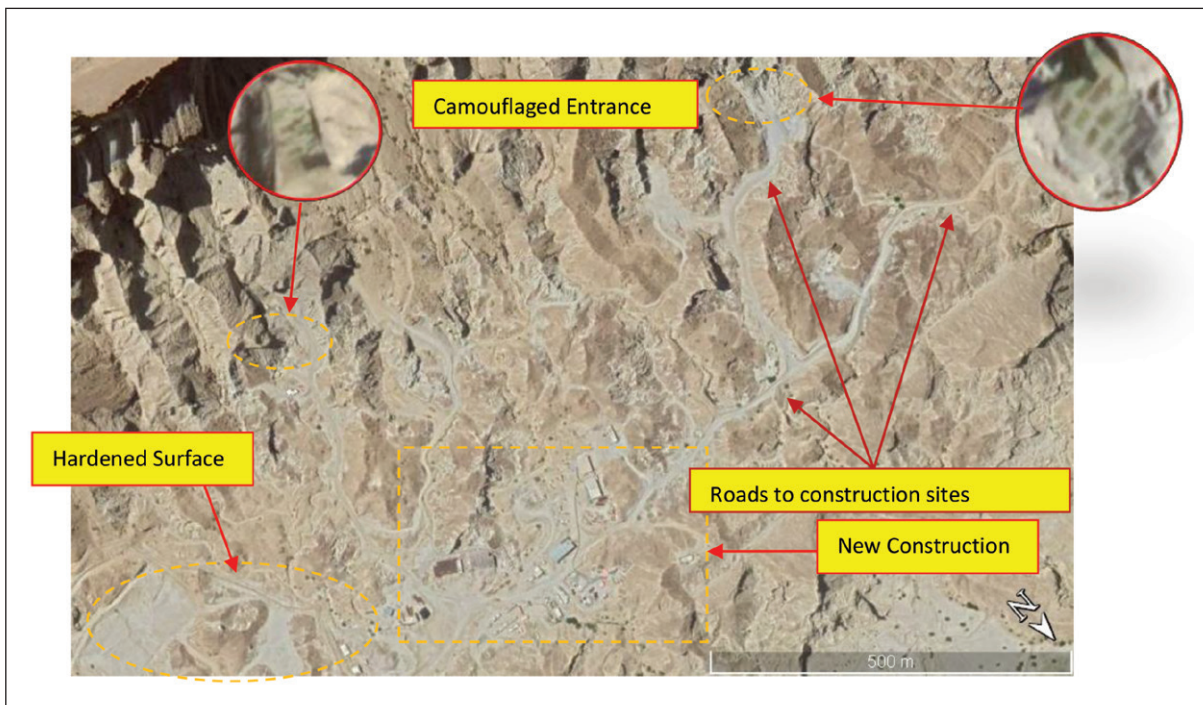 Camouflaged Entrance
Hardened Surface
Roads to construction sites
New Construction
N
500 m